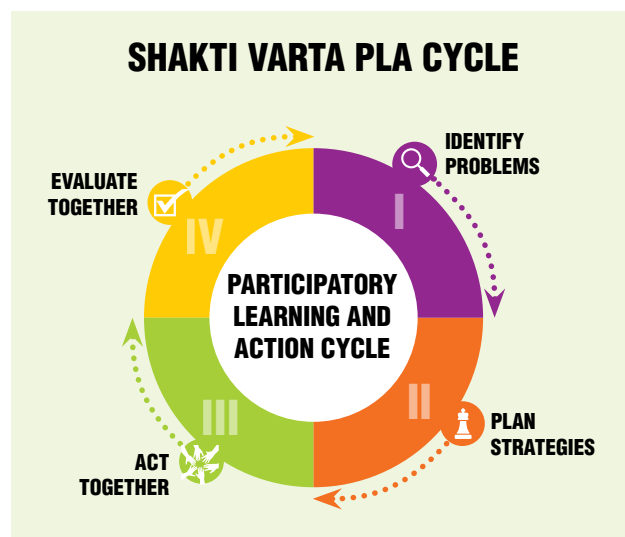 SHAKTI VARTA PLA CYCLE
IDENTIFY
PROBLEMS
I
EVALUATE
TOGETHER
IV
PARTICIPATORY
LEARNING AND
ACTION CYCLE
II
PLAN
STRATEGIES
III
ACT
TOGETHER